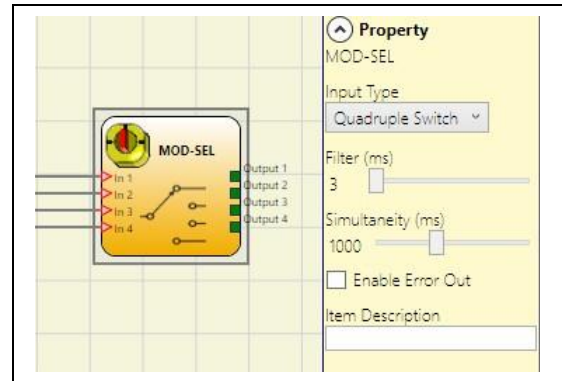 MOD-SEL
In 1
In 2
In 3
In 4
Output 1
Output 2
Output 3
Output 4
Property
MOD-SEL
Input Type
Quadruple Switch
Filter (ms)
3
Simultaneity (ms)
1000
Enable Error Out
Item Description